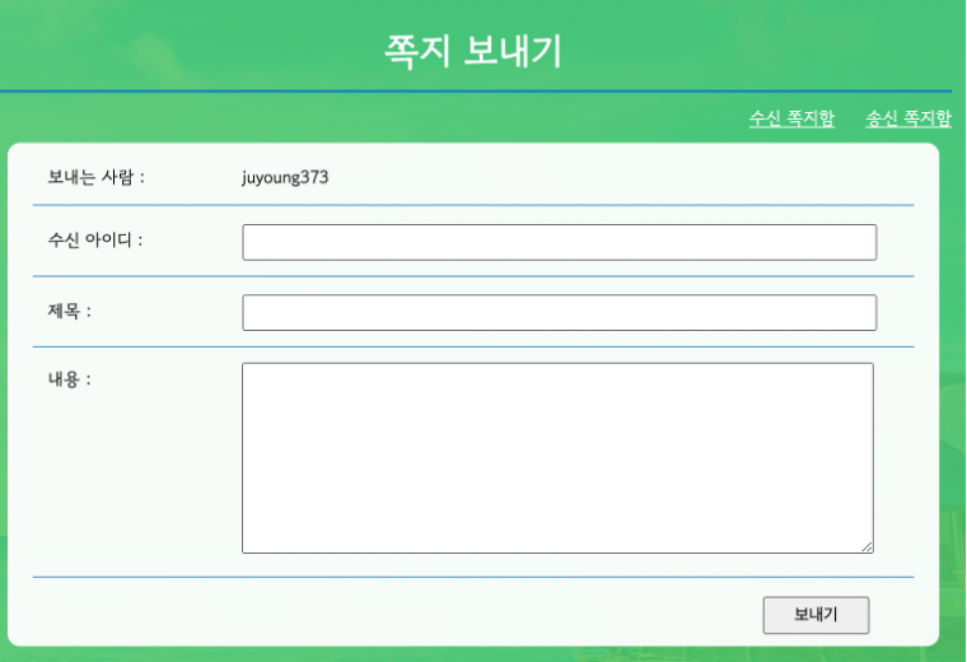 쪽지 보내기
수신 쪽지함 송신 쪽지함
보내는 사람 : juyoung373
수신 아이디 :
제목 :
내용 :
보내기